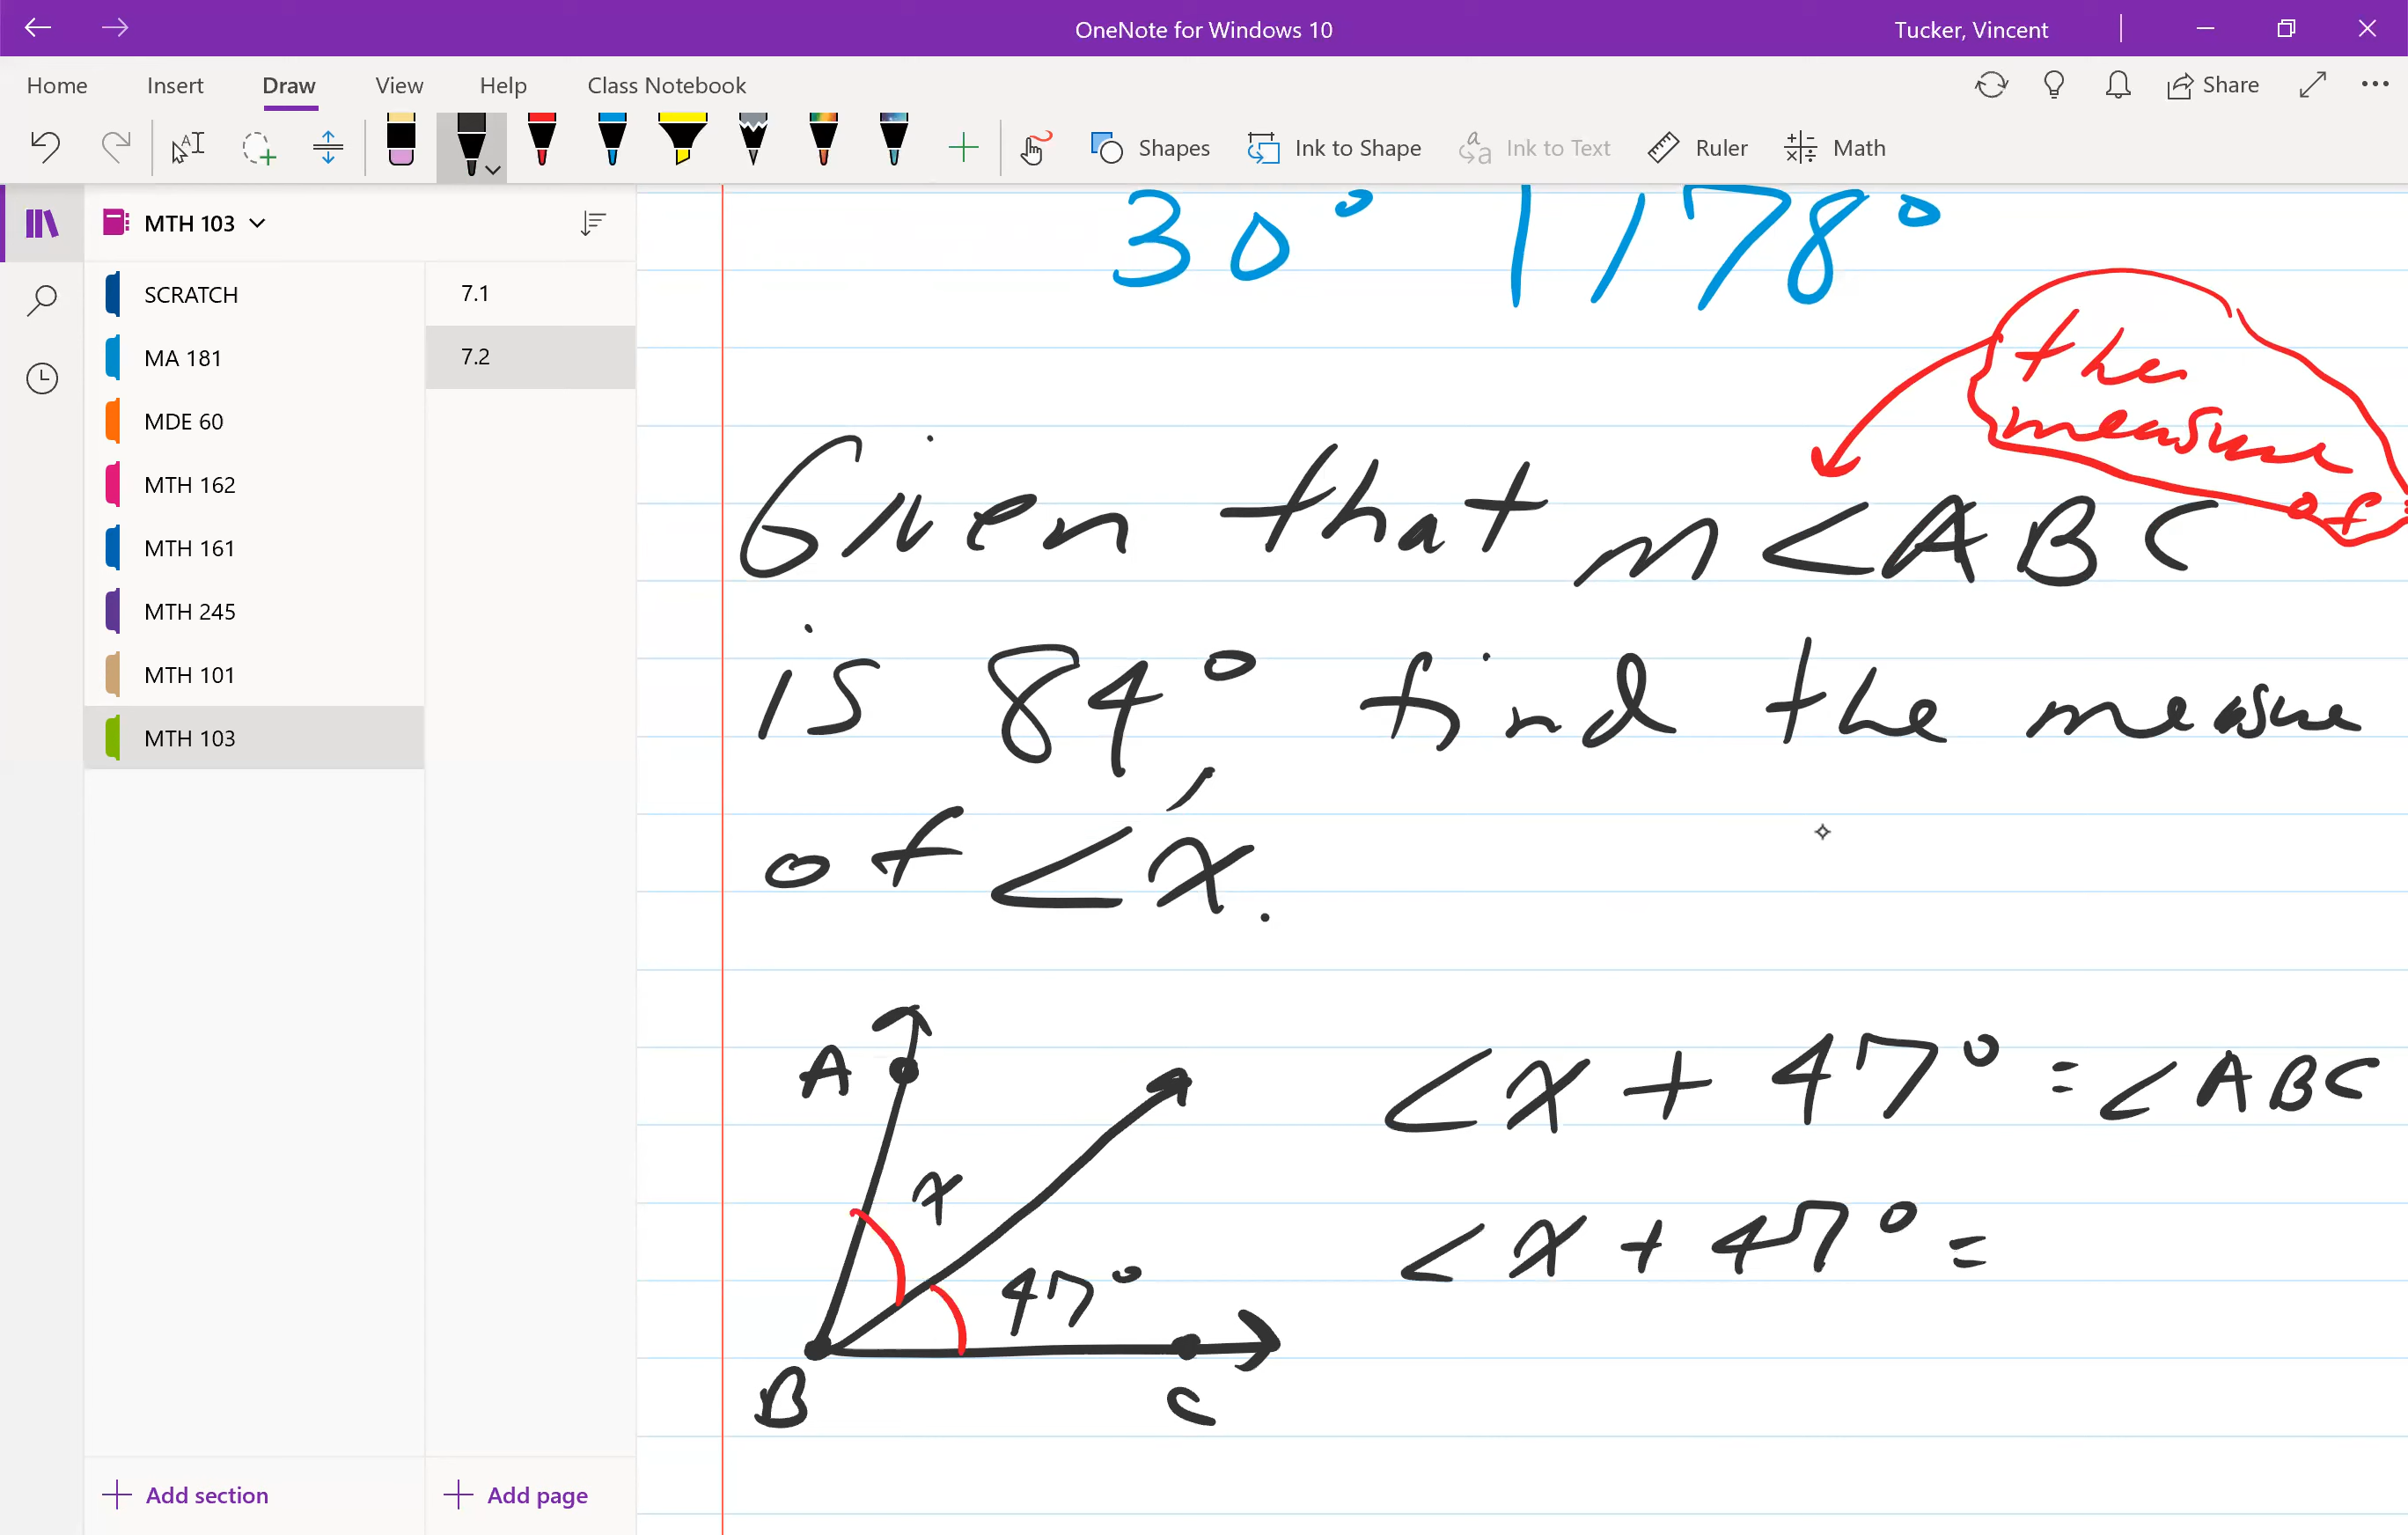 OneNote for Windows 10
Tucker, Vincent
Home Insert Draw View Help Class Notebook
Share
Shapes Ink to Shape Ink to Text Ruler Math
MTH 103
SCRATCH
MA 181
MDE 60
MTH 162
MTH 161
MTH 245
MTH 101
MTH 103
Add section
7.1
7.2
Add page
30° 178°
the
measure
of
Given that m∠ABC
is 84°, find the measure
of ∠x.
A
x
47°
B
C
∠x + 47° = ∠ABC
∠x + 47° =